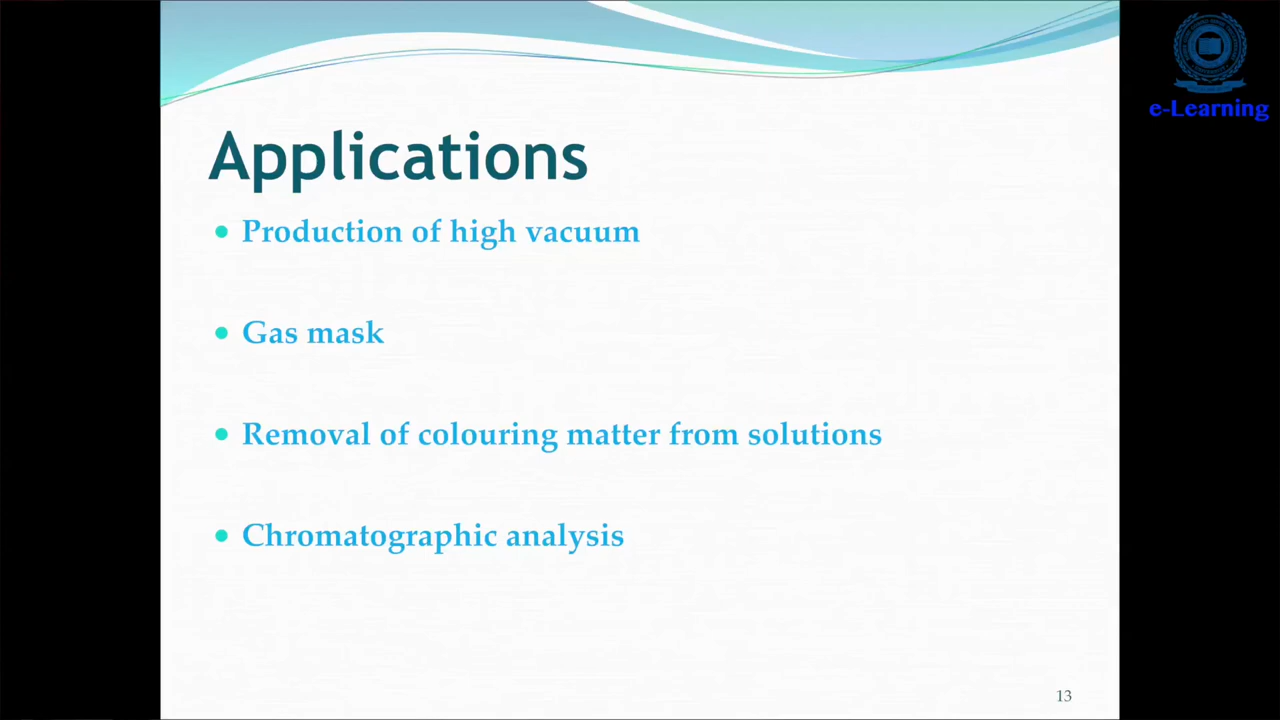 e-Learning
Applications
Production of high vacuum
Gas mask
Removal of colouring matter from solutions
Chromatographic analysis
13